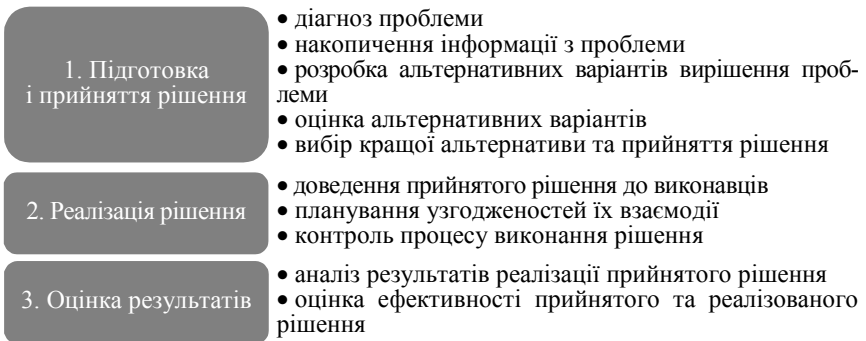 1. Підготовка
і прийняття рішення
• діагноз проблеми
• накопичення інформації з проблеми
• розробка альтернативних варіантів вирішення проб-
леми
• оцінка альтернативних варіантів
• вибір кращої альтернативи та прийняття рішення
2. Реалізація рішення
• доведення прийнятого рішення до виконавців
• планування узгодженостей їх взаємодії
• контроль процесу виконання рішення
3. Оцінка результатів
• аналіз результатів реалізації прийнятого рішення
• оцінка ефективності прийнятого та реалізованого
рішення